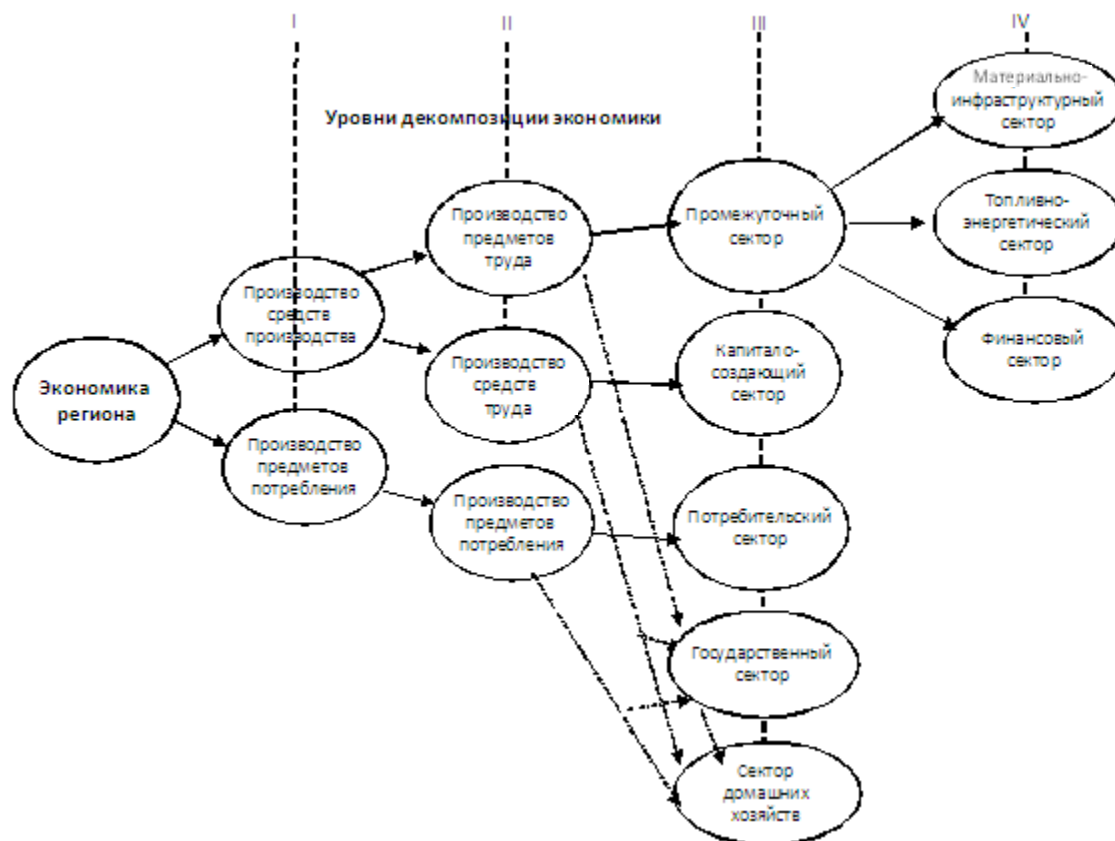 I
II
III
IV
Уровни декомпозиции экономики
Экономика
региона
Производство
средств
производства
Производство
предметов
потребления
Производство
предметов
труда
Производство
средств
труда
Производство
предметов
потребления
Промежуточный
сектор
Капитало-
создающий
сектор
Потребительский
сектор
Государственный
сектор
Сектор
домашних
хозяйств
Материально-
инфраструктурный
сектор
Топливно-
энергетический
сектор
Финансовый
сектор